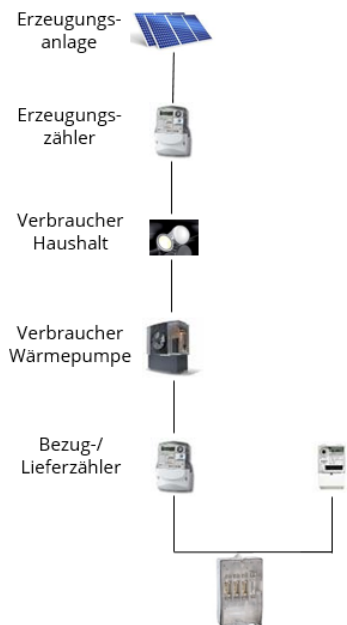 Erzeugungs-
anlage
Erzeugungs-
zähler
Verbraucher
Haushalt
Verbraucher
Wärmepumpe
Bezug-/
Lieferzähler